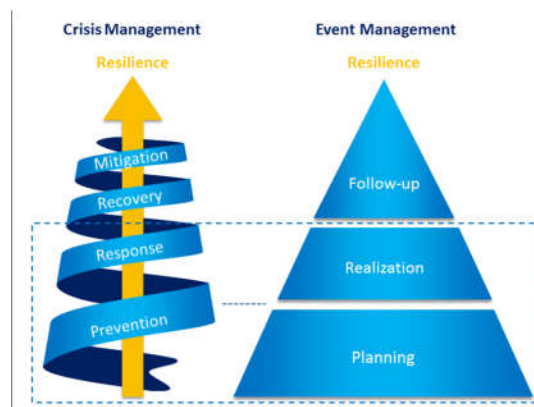 Crisis Management
Resilience
Mitigation
Recovery
Response
Prevention
Event Management
Resilience
Follow-up
Realization
Planning